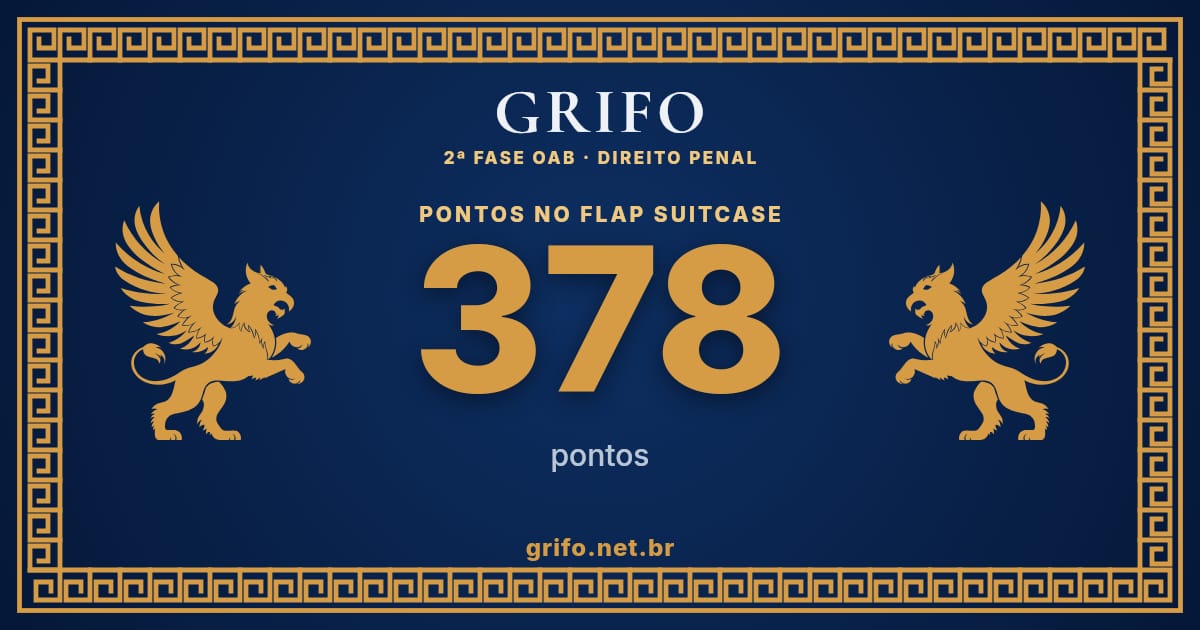 GRIFO
2ª FASE OAB · DIREITO PENAL
PONTOS NO FLAP SUITCASE
378
pontos
grifo.net.br